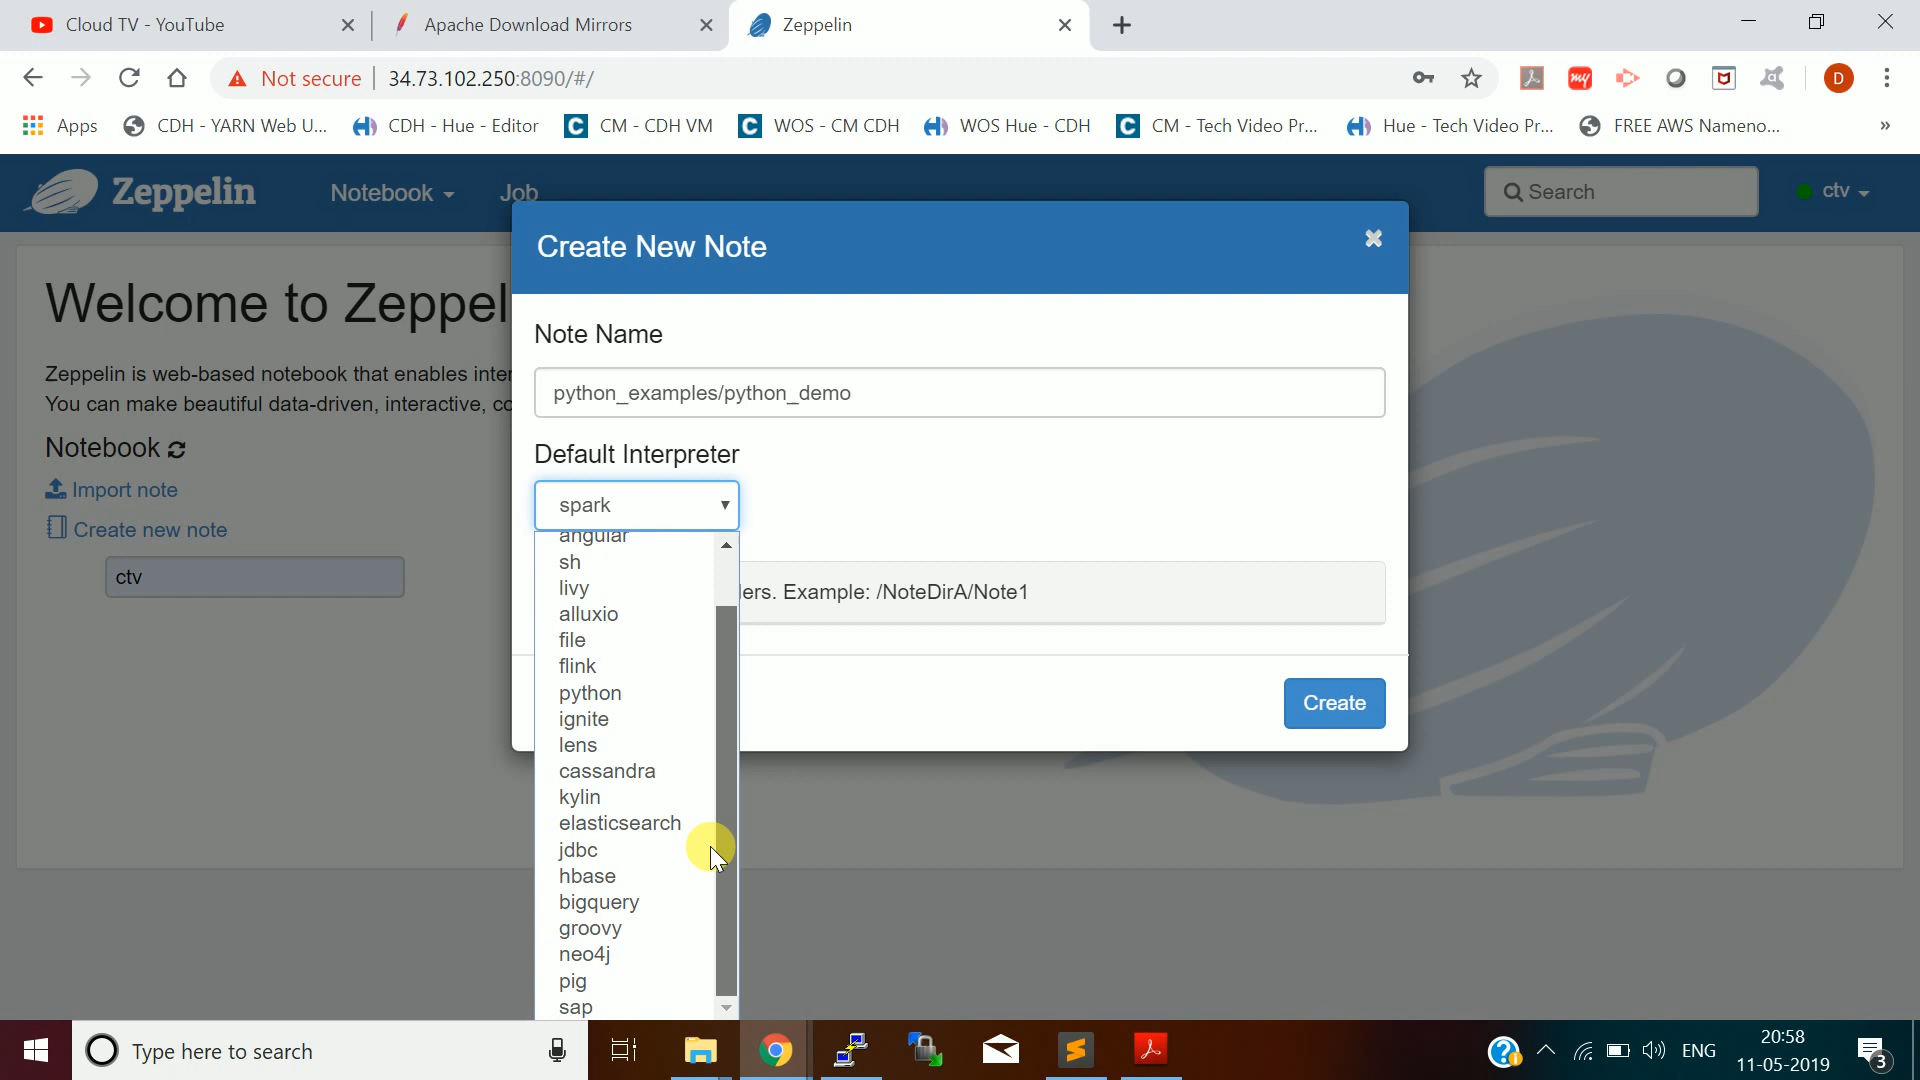 Cloud TV - YouTube
Apache Download Mirrors
Zeppelin
Not secure
34.73.102.250:8090/#/
my
D
Apps
CDH - YARN Web U...
CDH - Hue - Editor
C
CM - CDH VM
C
WOS - CM CDH
WOS Hue - CDH
C
CM - Tech Video Pr...
Hue - Tech Video Pr...
FREE AWS Nameno...
»
Zeppelin
Notebook
Job
Search
ctv
Create New Note
Welcome to Zeppel
Zeppelin is web-based notebook that enables inter
You can make beautiful data-driven, interactive, co
Notebook
Import note
Create new note
ctv
Note Name
python_examples/python_demo
Default Interpreter
spark
angular
sh
livy
alluxio
file
flink
python
ignite
lens
cassandra
kylin
elasticsearch
jdbc
hbase
bigquery
groovy
neo4j
pig
sap
ders. Example: /NoteDirA/Note1
Create
Type here to search
ENG
20:58
11-05-2019
3